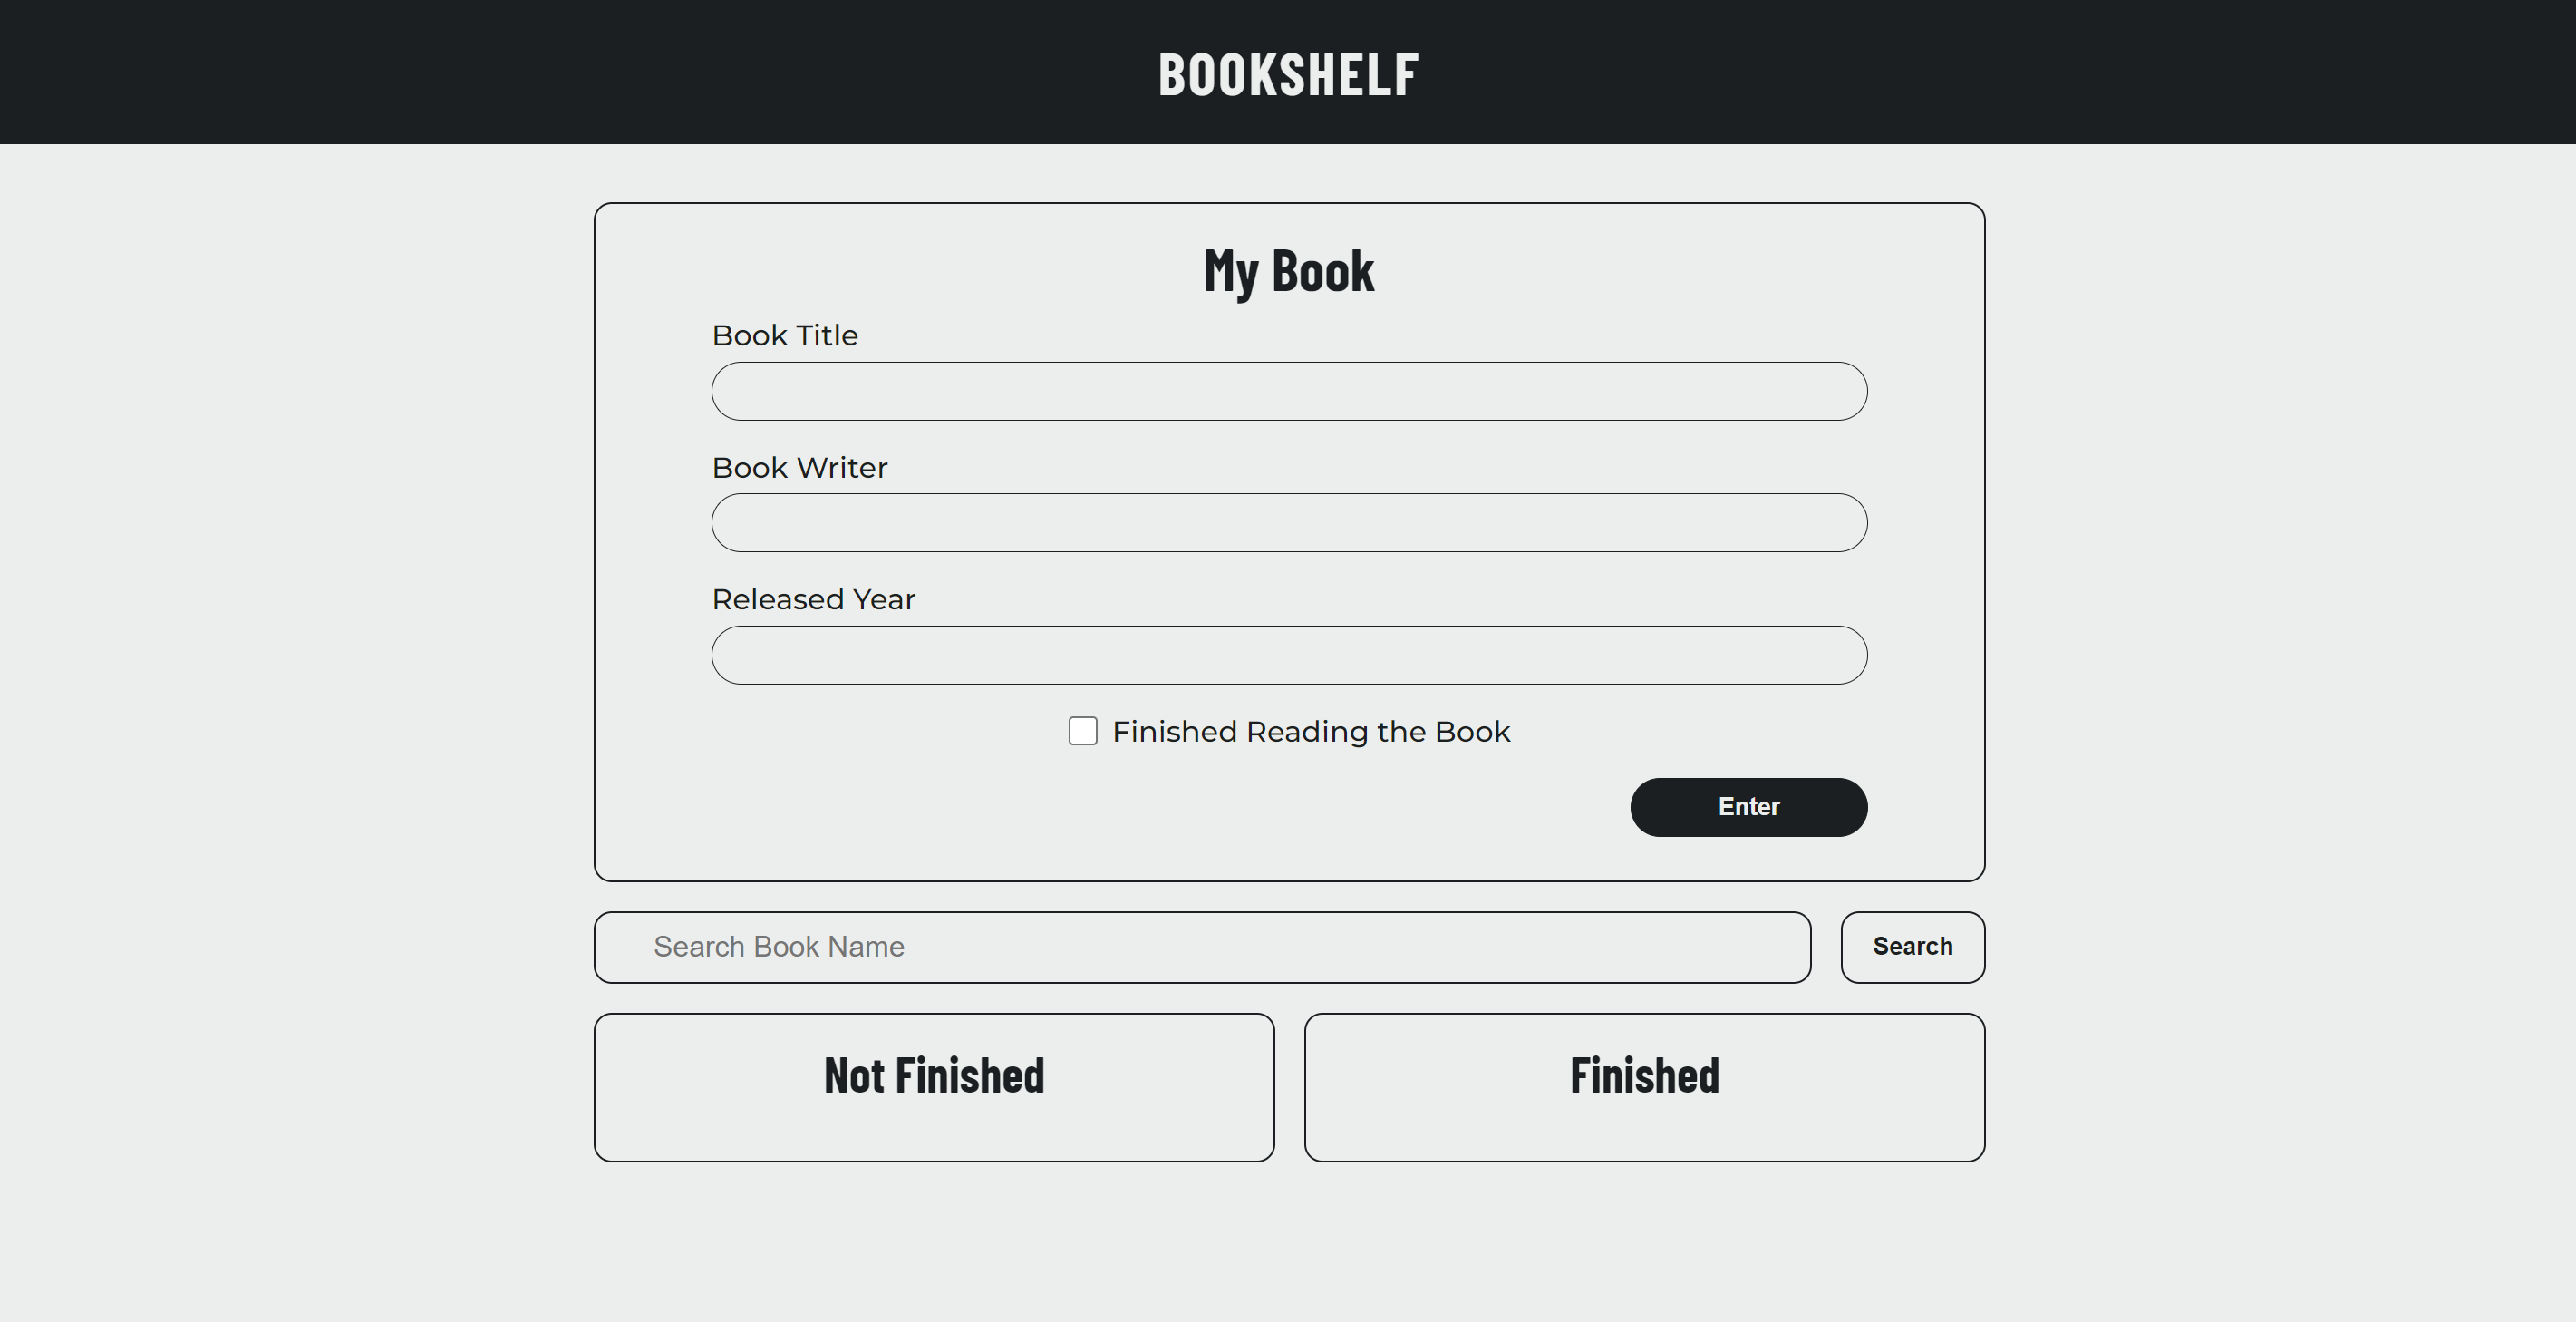 BOOKSHELF
My Book
Book Title
Book Writer
Released Year
Finished Reading the Book
Enter
Search Book Name
Search
Not Finished
Finished